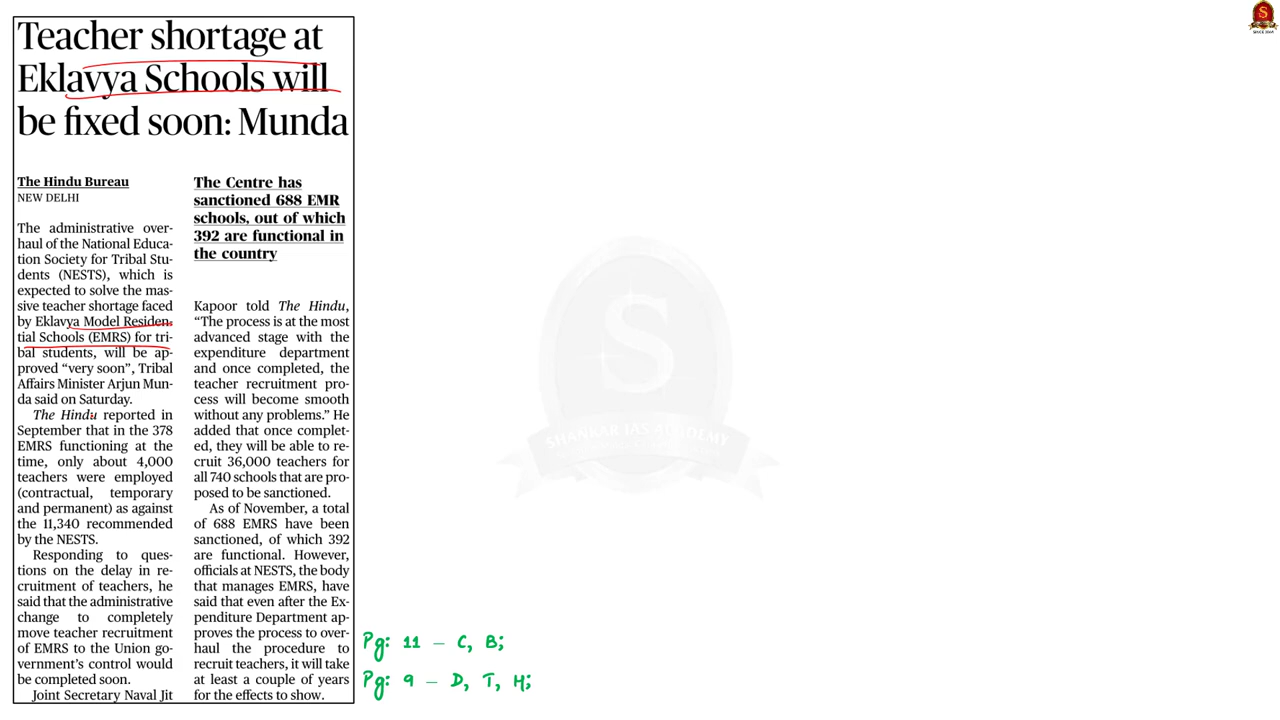 Teacher shortage at
Eklavya Schools will
be fixed soon: Munda
The Hindu Bureau
NEW DELHI
The administrative over-
haul of the National Educa-
tion Society for Tribal Stu-
dents (NESTS), which is
expected to solve the mas-
sive teacher shortage faced
by Eklavya Model Residen-
tial Schools (EMRS) for tri-
bal students, will be ap-
proved “very soon”, Tribal
Affairs Minister Arjun Mun-
da said on Saturday.
The Hindu reported in
September that in the 378
EMRS functioning at the
time, only about 4,000
teachers were employed
(contractual, temporary
and permanent) as against
the 11,340 recommended
by the NESTS.
Responding to ques-
tions on the delay in re-
cruitment of teachers, he
said that the administrative
change to completely
move teacher recruitment
of EMRS to the Union go-
vernment’s control would
be completed soon.
Joint Secretary Naval Jit
The Centre has
sanctioned 688 EMR
schools, out of which
392 are functional in
the country
Kapoor told The Hindu,
“The process is at the most
advanced stage with the
expenditure department
and once completed, the
teacher recruitment pro-
cess will become smooth
without any problems.” He
added that once complet-
ed, they will be able to re-
cruit 36,000 teachers for
all 740 schools that are pro-
posed to be sanctioned.
As of November, a total
of 688 EMRS have been
sanctioned, of which 392
are functional. However,
officials at NESTS, the body
that manages EMRS, have
said that even after the Ex-
penditure Department ap-
proves the process to over-
haul the procedure to
recruit teachers, it will take
at least a couple of years
for the effects to show.
Pg: 11 – C, B;
Pg: 9 – D, T, H;
S
SHANKAR IAS ACADEMY
S